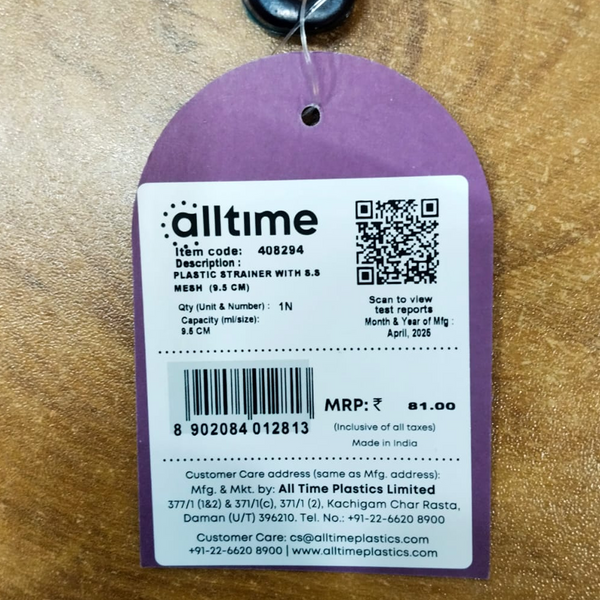 alltime
Item code: 408294
Description :
PLASTIC STRAINER WITH S.S
MESH (9.5 CM)
Qty (Unit & Number) : 1N
Capacity (ml/size):
9.5 CM
Scan to view
test reports
Month & Year of Mfg :
April, 2025
8 902084 012813
MRP: ₹ 81.00
(Inclusive of all taxes)
Made in India
Customer Care address (same as Mfg. address):
Mfg. & Mkt. by: All Time Plastics Limited
377/1 (1&2) & 371/1(c), 371/1 (2), Kachigam Char Rasta,
Daman (U/T) 396210. Tel. No.: +91-22-6620 8900
Customer Care: cs@alltimeplastics.com
+91-22-6620 8900 | www.alltimeplastics.com